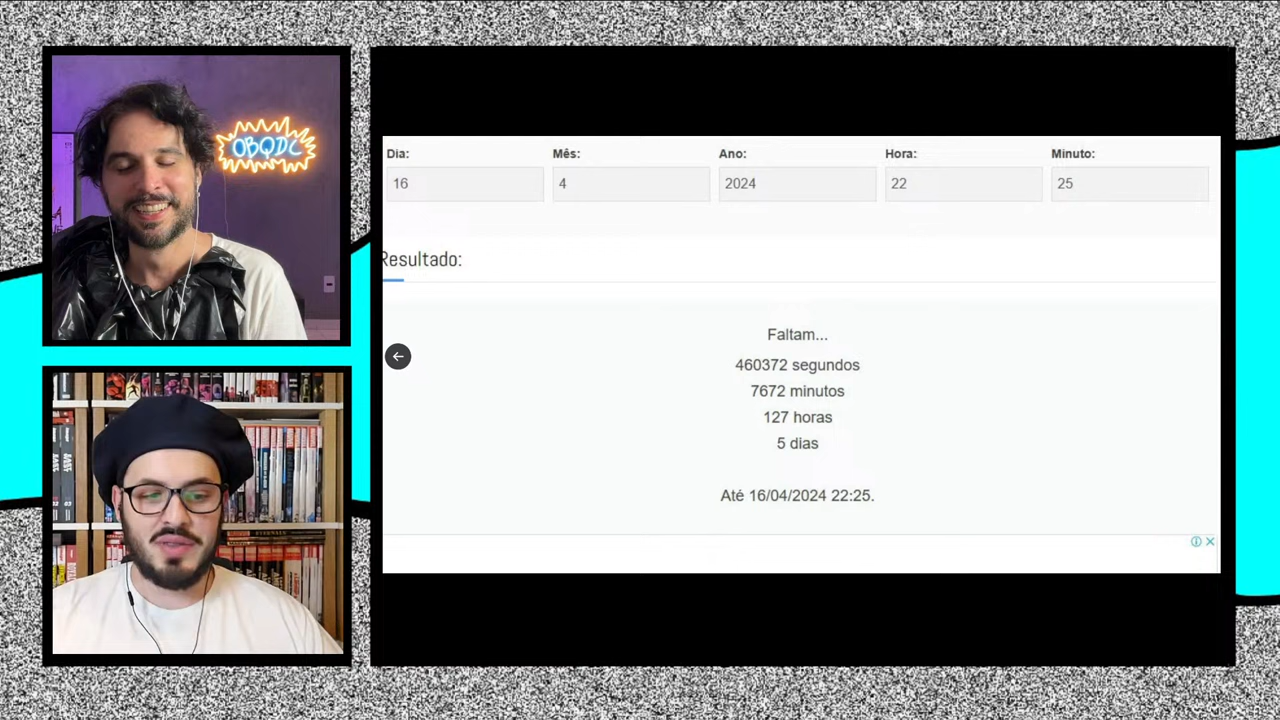 OBQDC
Dia:
Mês:
Ano:
Hora:
Minuto:
16
4
2024
22
25
Resultado:
Faltam...
460372 segundos
7672 minutos
127 horas
5 dias
Até 16/04/2024 22:25.